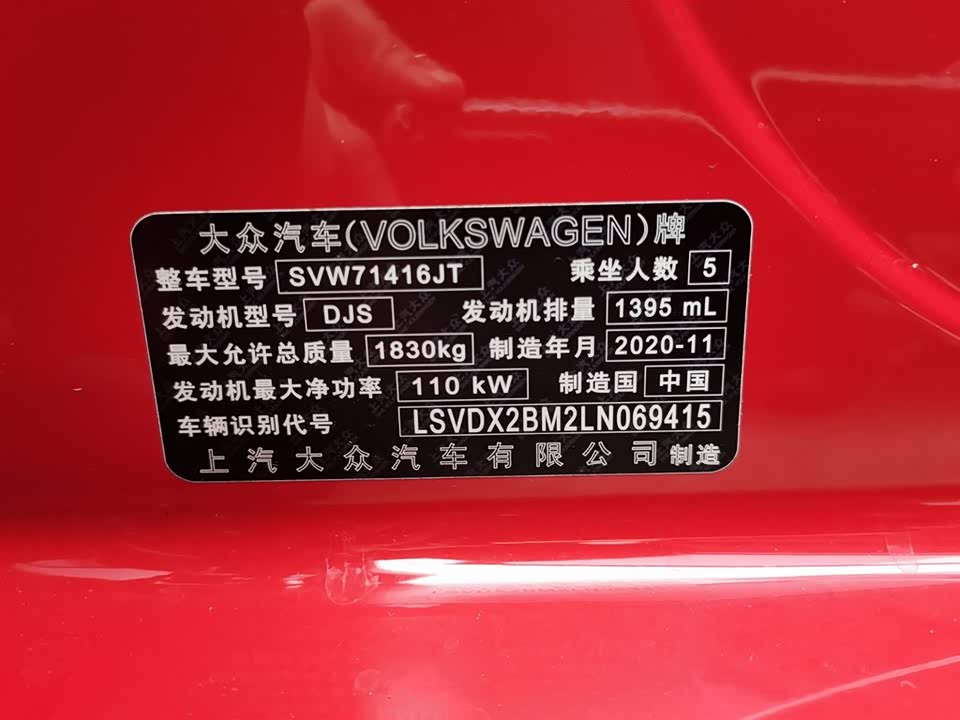 大众汽车(VOLKSWAGEN)牌
整车型号 SVW71416JT 乘坐人数 5
发动机型号 DJS 发动机排量 1395 mL
最大允许总质量 1830kg 制造年月 2020-11
发动机最大净功率 110 kW 制造国 中国
车辆识别代号 LSVDX2BM2LN069415
上汽大众汽车有限公司制造